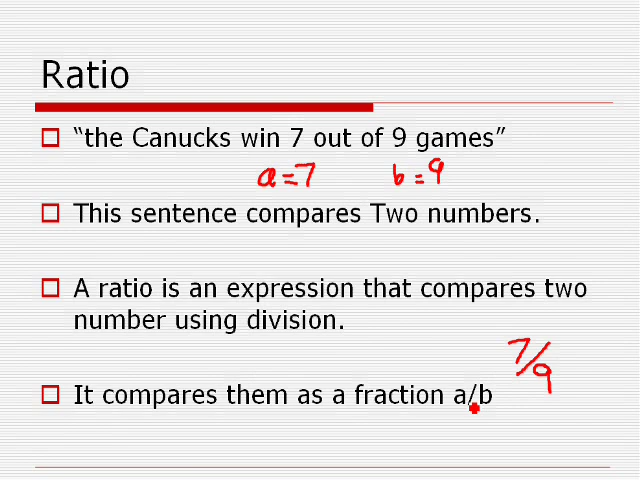 Ratio
“the Canucks win 7 out of 9 games”
a=7 b=9
This sentence compares Two numbers.
A ratio is an expression that compares two
number using division.
7/9
It compares them as a fraction a/b